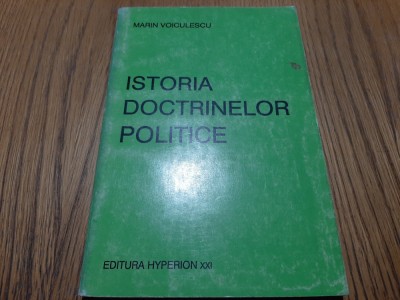 MARIN VOICULESCU
ISTORIA
DOCTRINELOR
POLITICE
EDITURA HYPERION XXI